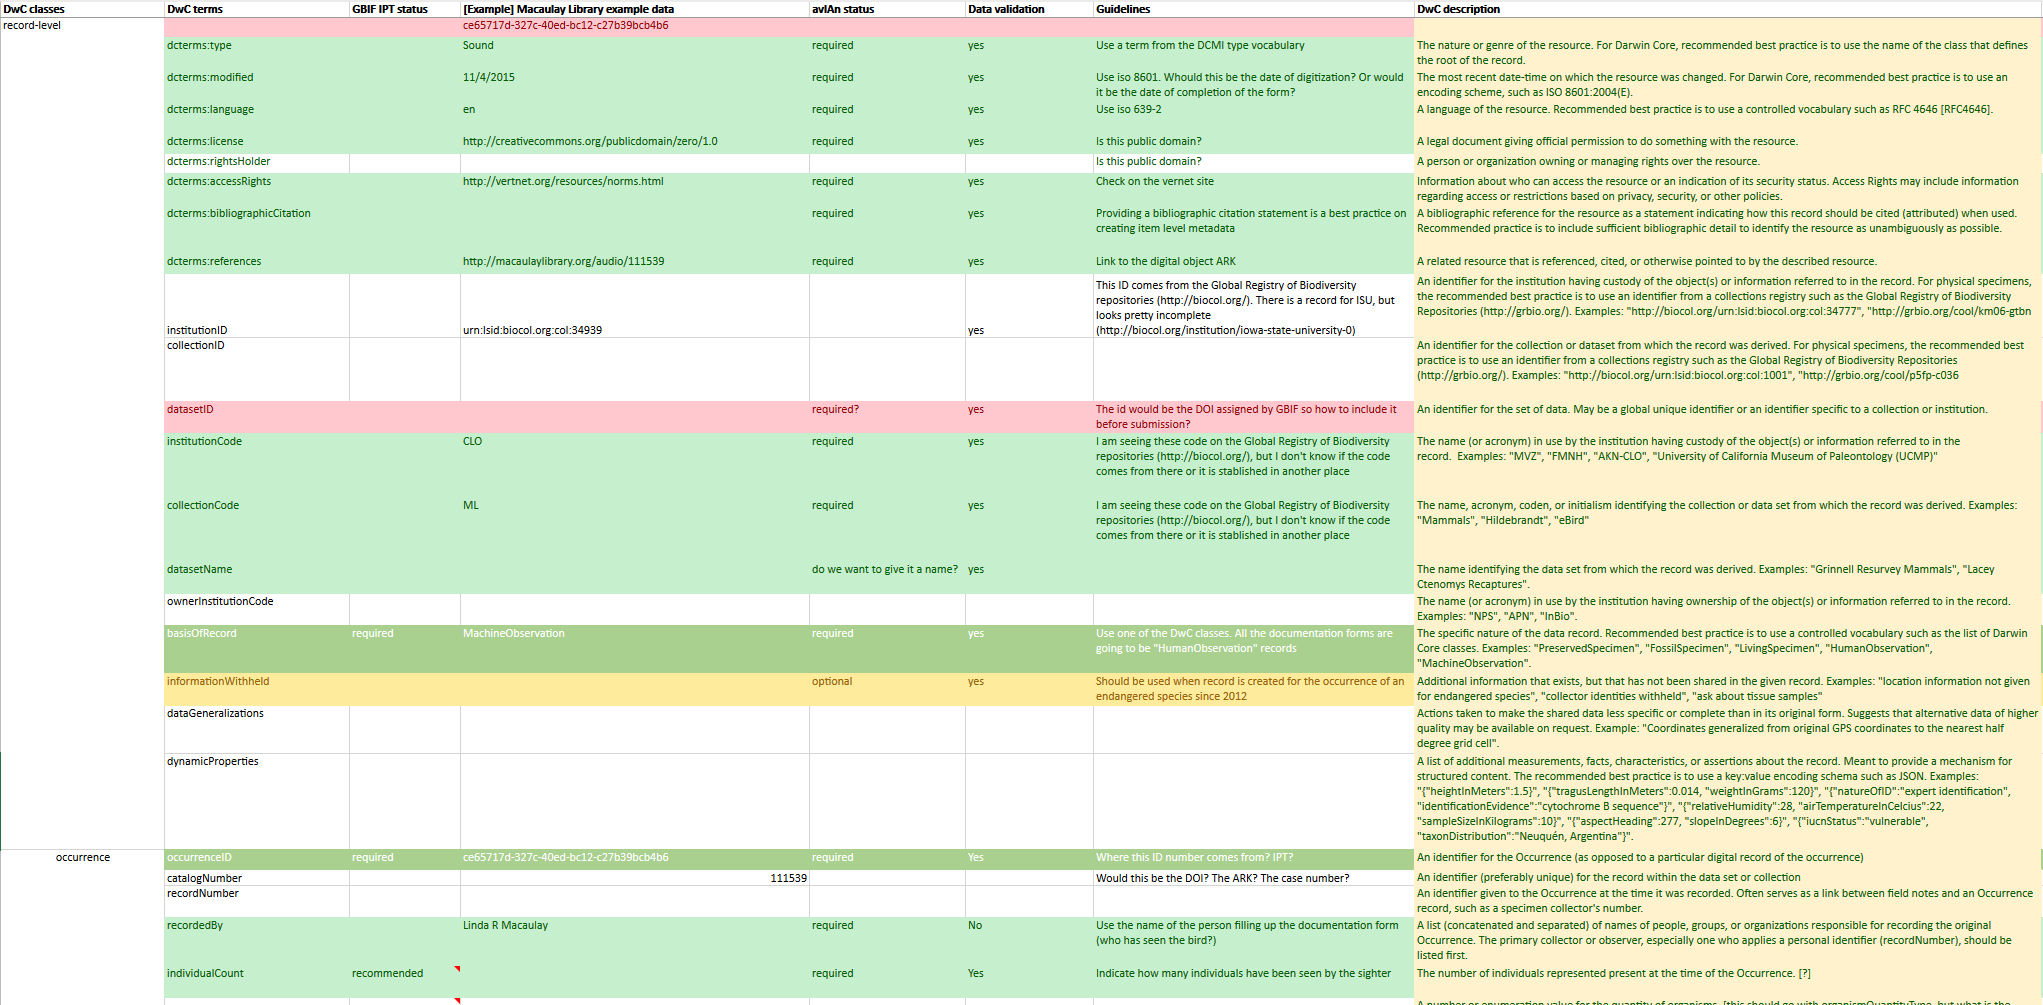 DwC classes DwC terms GBIF IPT status [Example] Macaulay Library example data avIAn status Data validation Guidelines DwC description
record-level ce65717d-327c-40ed-bc12-c27b39bcb4b6
dcterms:type Sound required yes Use a term from the DCMI type vocabulary The nature or genre of the resource. For Darwin Core, recommended best practice is to use the name of the class that defines
the root of the record.
dcterms:modified 11/4/2015 required yes Use iso 8601. Whould this be the date of digitization? Or would The most recent date-time on which the resource was changed. For Darwin Core, recommended best practice is to use an
it be the date of completion of the form? encoding scheme, such as ISO 8601:2004(E).
dcterms:language en required yes Use iso 639-2 A language of the resource. Recommended best practice is to use a controlled vocabulary such as RFC 4646 [RFC4646].
dcterms:license http://creativecommons.org/publicdomain/zero/1.0 required yes Is this public domain? A legal document giving official permission to do something with the resource.
dcterms:rightsHolder Is this public domain? A person or organization owning or managing rights over the resource.
dcterms:accessRights http://vertnet.org/resources/norms.html required yes Check on the vernet site Information about who can access the resource or an indication of its security status. Access Rights may include information
regarding access or restrictions based on privacy, security, or other policies.
dcterms:bibliographicCitation required yes Providing a bibliographic citation statement is a best practice on A bibliographic reference for the resource as a statement indicating how this record should be cited (attributed) when used.
creating item level metadata Recommended practice is to include sufficient bibliographic detail to identify the resource as unambiguously as possible.
dcterms:references http://macaulaylibrary.org/audio/111539 required yes Link to the digital object ARK A related resource that is referenced, cited, or otherwise pointed to by the described resource.
This ID comes from the Global Registry of Biodiversity An identifier for the institution having custody of the object(s) or information referred to in the record. For physical specimens,
repositories (http://biocol.org/). There is a record for ISU, but the recommended best practice is to use an identifier from a collections registry such as the Global Registry of Biodiversity
looks pretty incomplete Repositories (http://grbio.org/). Examples: "http://biocol.org/urn:lsid:biocol.org:col:34777", "http://grbio.org/cool/km06-gtbn
institutionID urn:lsid:biocol.org:col:34939 yes (http://biocol.org/institution/iowa-state-university-0)
collectionID An identifier for the collection or dataset from which the record was derived. For physical specimens, the recommended best
practice is to use an identifier from a collections registry such as the Global Registry of Biodiversity Repositories
(http://grbio.org/). Examples: "http://biocol.org/urn:lsid:biocol.org:col:1001", "http://grbio.org/cool/p5fp-c036
datasetID required? yes The id would be the DOI assigned by GBIF so how to include it An identifier for the set of data. May be a global unique identifier or an identifier specific to a collection or institution.
before submission?
institutionCode CLO required yes I am seeing these code on the Global Registry of Biodiversity The name (or acronym) in use by the institution having custody of the object(s) or information referred to in the
repositories (http://biocol.org/), but I don't know if the code record. Examples: "MVZ", "FMNH", "AKN-CLO", "University of California Museum of Paleontology (UCMP)"
comes from there or it is stablished in another place
collectionCode ML required yes I am seeing these code on the Global Registry of Biodiversity The name, acronym, coden, or initialism identifying the collection or data set from which the record was derived. Examples:
repositories (http://biocol.org/), but I don't know if the code "Mammals", "Hildebrandt", "eBird"
comes from there or it is stablished in another place
datasetName do we want to give it a name? yes The name identifying the data set from which the record was derived. Examples: "Grinnell Resurvey Mammals", "Lacey
Ctenomys Recaptures".
ownerInstitutionCode The name (or acronym) in use by the institution having ownership of the object(s) or information referred to in the record.
Examples: "NPS", "APN", "InBio".
basisOfRecord required MachineObservation required yes Use one of the DwC classes. All the documentation forms are The specific nature of the data record. Recommended best practice is to use a controlled vocabulary such as the list of Darwin
going to be "HumanObservation" records Core classes. Examples: "PreservedSpecimen", "FossilSpecimen", "LivingSpecimen", "HumanObservation",
"MachineObservation".
informationWithheld optional yes Should be used when record is created for the occurrence of an Additional information that exists, but that has not been shared in the given record. Examples: "location information not given
endangered species since 2012 for endangered species", "collector identities withheld", "ask about tissue samples"
dataGeneralizations Actions taken to make the shared data less specific or complete than in its original form. Suggests that alternative data of higher
quality may be available on request. Example: "Coordinates generalized from original GPS coordinates to the nearest half
degree grid cell".
dynamicProperties A list of additional measurements, facts, characteristics, or assertions about the record. Meant to provide a mechanism for
structured content. The recommended best practice is to use a key:value encoding schema such as JSON. Examples:
"{"heightInMeters":1.5}", "{"tragusLengthInMeters":0.014, "weightInGrams":120}", "{"natureOfID":"expert identification",
"identificationEvidence":"cytochrome B sequence"}", "{"relativeHumidity":28, "airTemperatureInCelcius":22,
"sampleSizeInKilograms":10}", "{"aspectHeading":277, "slopeInDegrees":6}", "{"iucnStatus":"vulnerable",
"taxonDistribution":"Neuquén, Argentina"}".
occurrence occurrenceID required ce65717d-327c-40ed-bc12-c27b39bcb4b6 required Yes Where this ID number comes from? IPT? An identifier for the Occurrence (as opposed to a particular digital record of the occurrence)
catalogNumber 111539 Would this be the DOI? The ARK? The case number? An identifier (preferably unique) for the record within the data set or collection
recordNumber An identifier given to the Occurrence at the time it was recorded. Often serves as a link between field notes and an Occurrence
record, such as a specimen collector's number.
recordedBy Linda R Macaulay required No Use the name of the person filling up the documentation form A list (concatenated and separated) of names of people, groups, or organizations responsible for recording the original
(who has seen the bird?) Occurrence. The primary collector or observer, especially one who applies a personal identifier (recordNumber), should be
listed first.
individualCount recommended required Yes Indicate how many individuals have been seen by the sighter The number of individuals represented present at the time of the Occurrence. [?]